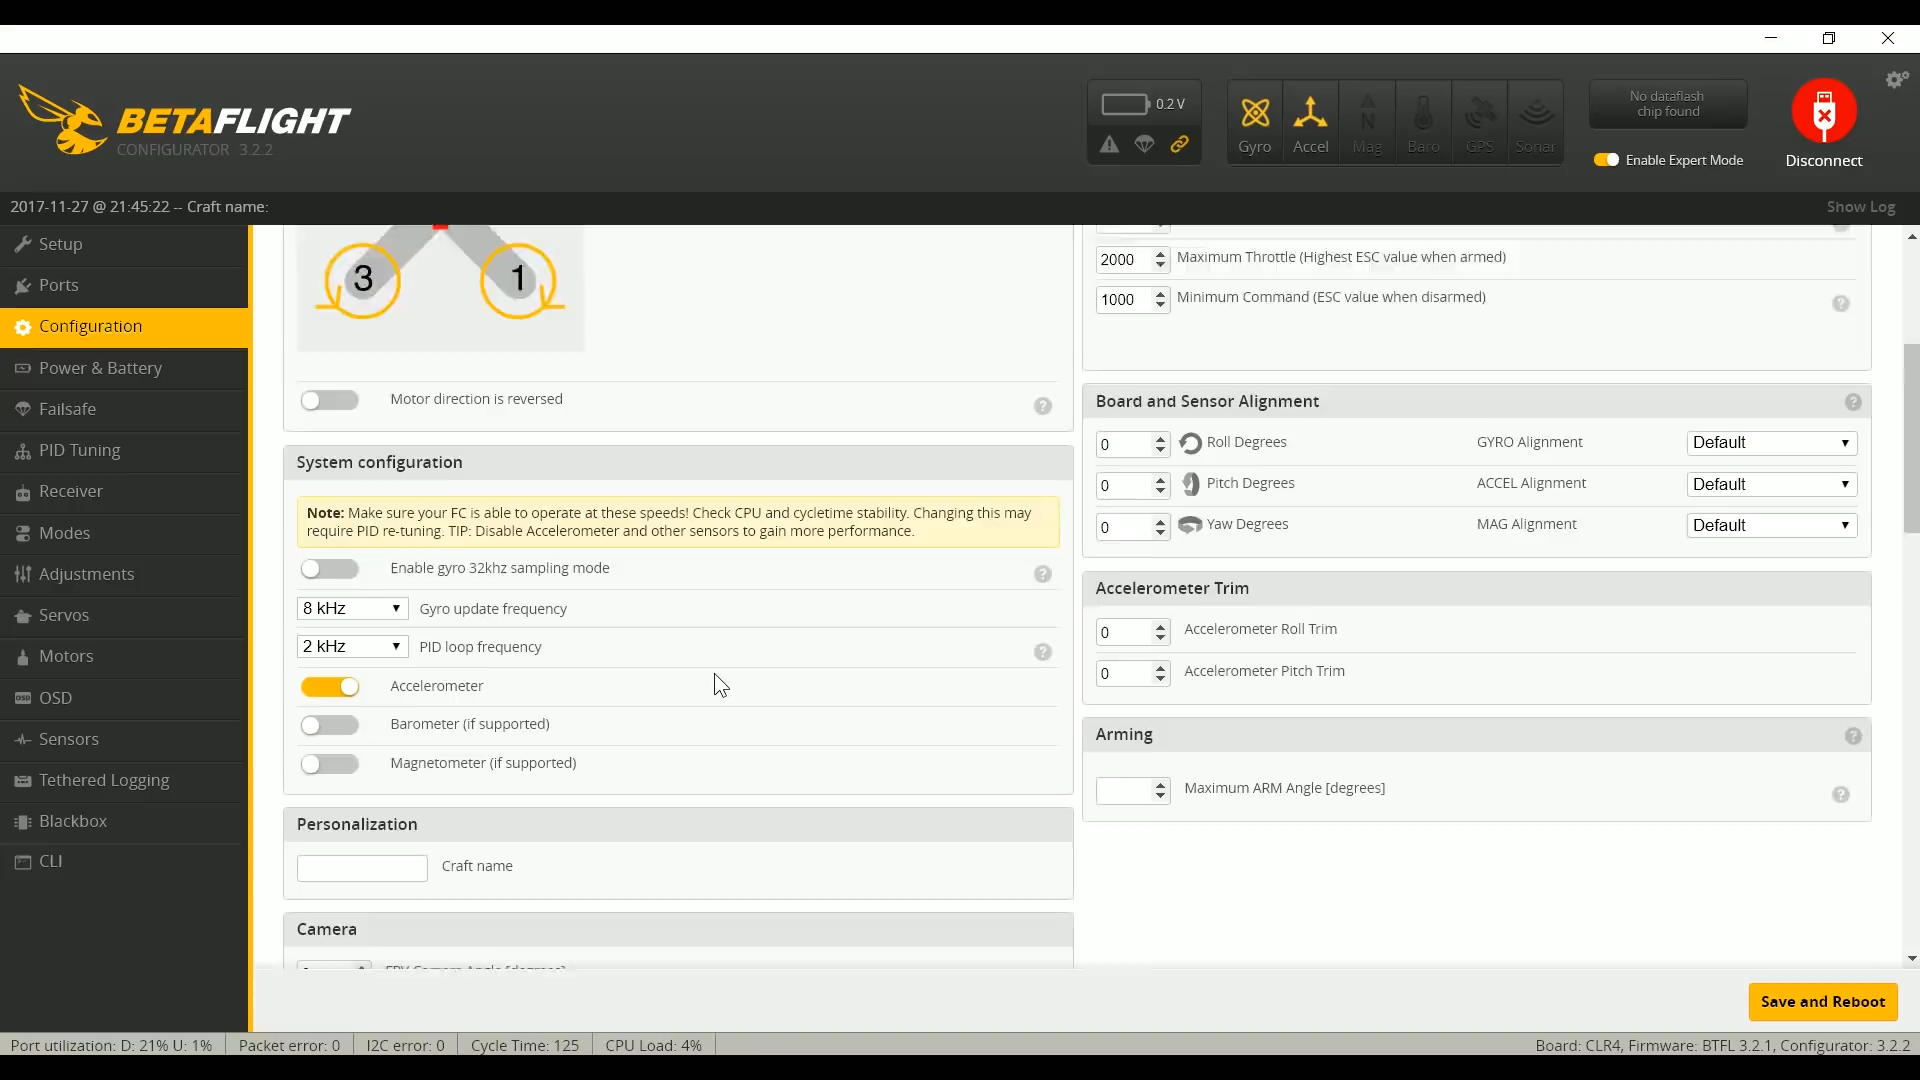 BETAFLIGHT
CONFIGURATOR 3.2.2
0.2 V
Gyro
Accel
Mag
Baro
GPS
Sonar
No dataflash
chip found
Enable Expert Mode
Disconnect
2017-11-27 @ 21:45:22 -- Craft name:
Show Log
Setup
Ports
Configuration
Power & Battery
Failsafe
PID Tuning
Receiver
Modes
Adjustments
Servos
Motors
OSD
Sensors
Tethered Logging
Blackbox
CLI
3
1
Motor direction is reversed
System configuration
Note: Make sure your FC is able to operate at these speeds! Check CPU and cycletime stability. Changing this may
require PID re-tuning. TIP: Disable Accelerometer and other sensors to gain more performance.
Enable gyro 32khz sampling mode
8 kHz Gyro update frequency
2 kHz PID loop frequency
Accelerometer
Barometer (if supported)
Magnetometer (if supported)
Personalization
Craft name
Camera
FPV Camera Angle [degrees]
2000 Maximum Throttle (Highest ESC value when armed)
1000 Minimum Command (ESC value when disarmed)
Board and Sensor Alignment
0 Roll Degrees GYRO Alignment Default
0 Pitch Degrees ACCEL Alignment Default
0 Yaw Degrees MAG Alignment Default
Accelerometer Trim
0 Accelerometer Roll Trim
0 Accelerometer Pitch Trim
Arming
Maximum ARM Angle [degrees]
Save and Reboot
Port utilization: D: 21% U: 1% Packet error: 0 I2C error: 0 Cycle Time: 125 CPU Load: 4% Board: CLR4, Firmware: BTFL 3.2.1, Configurator: 3.2.2